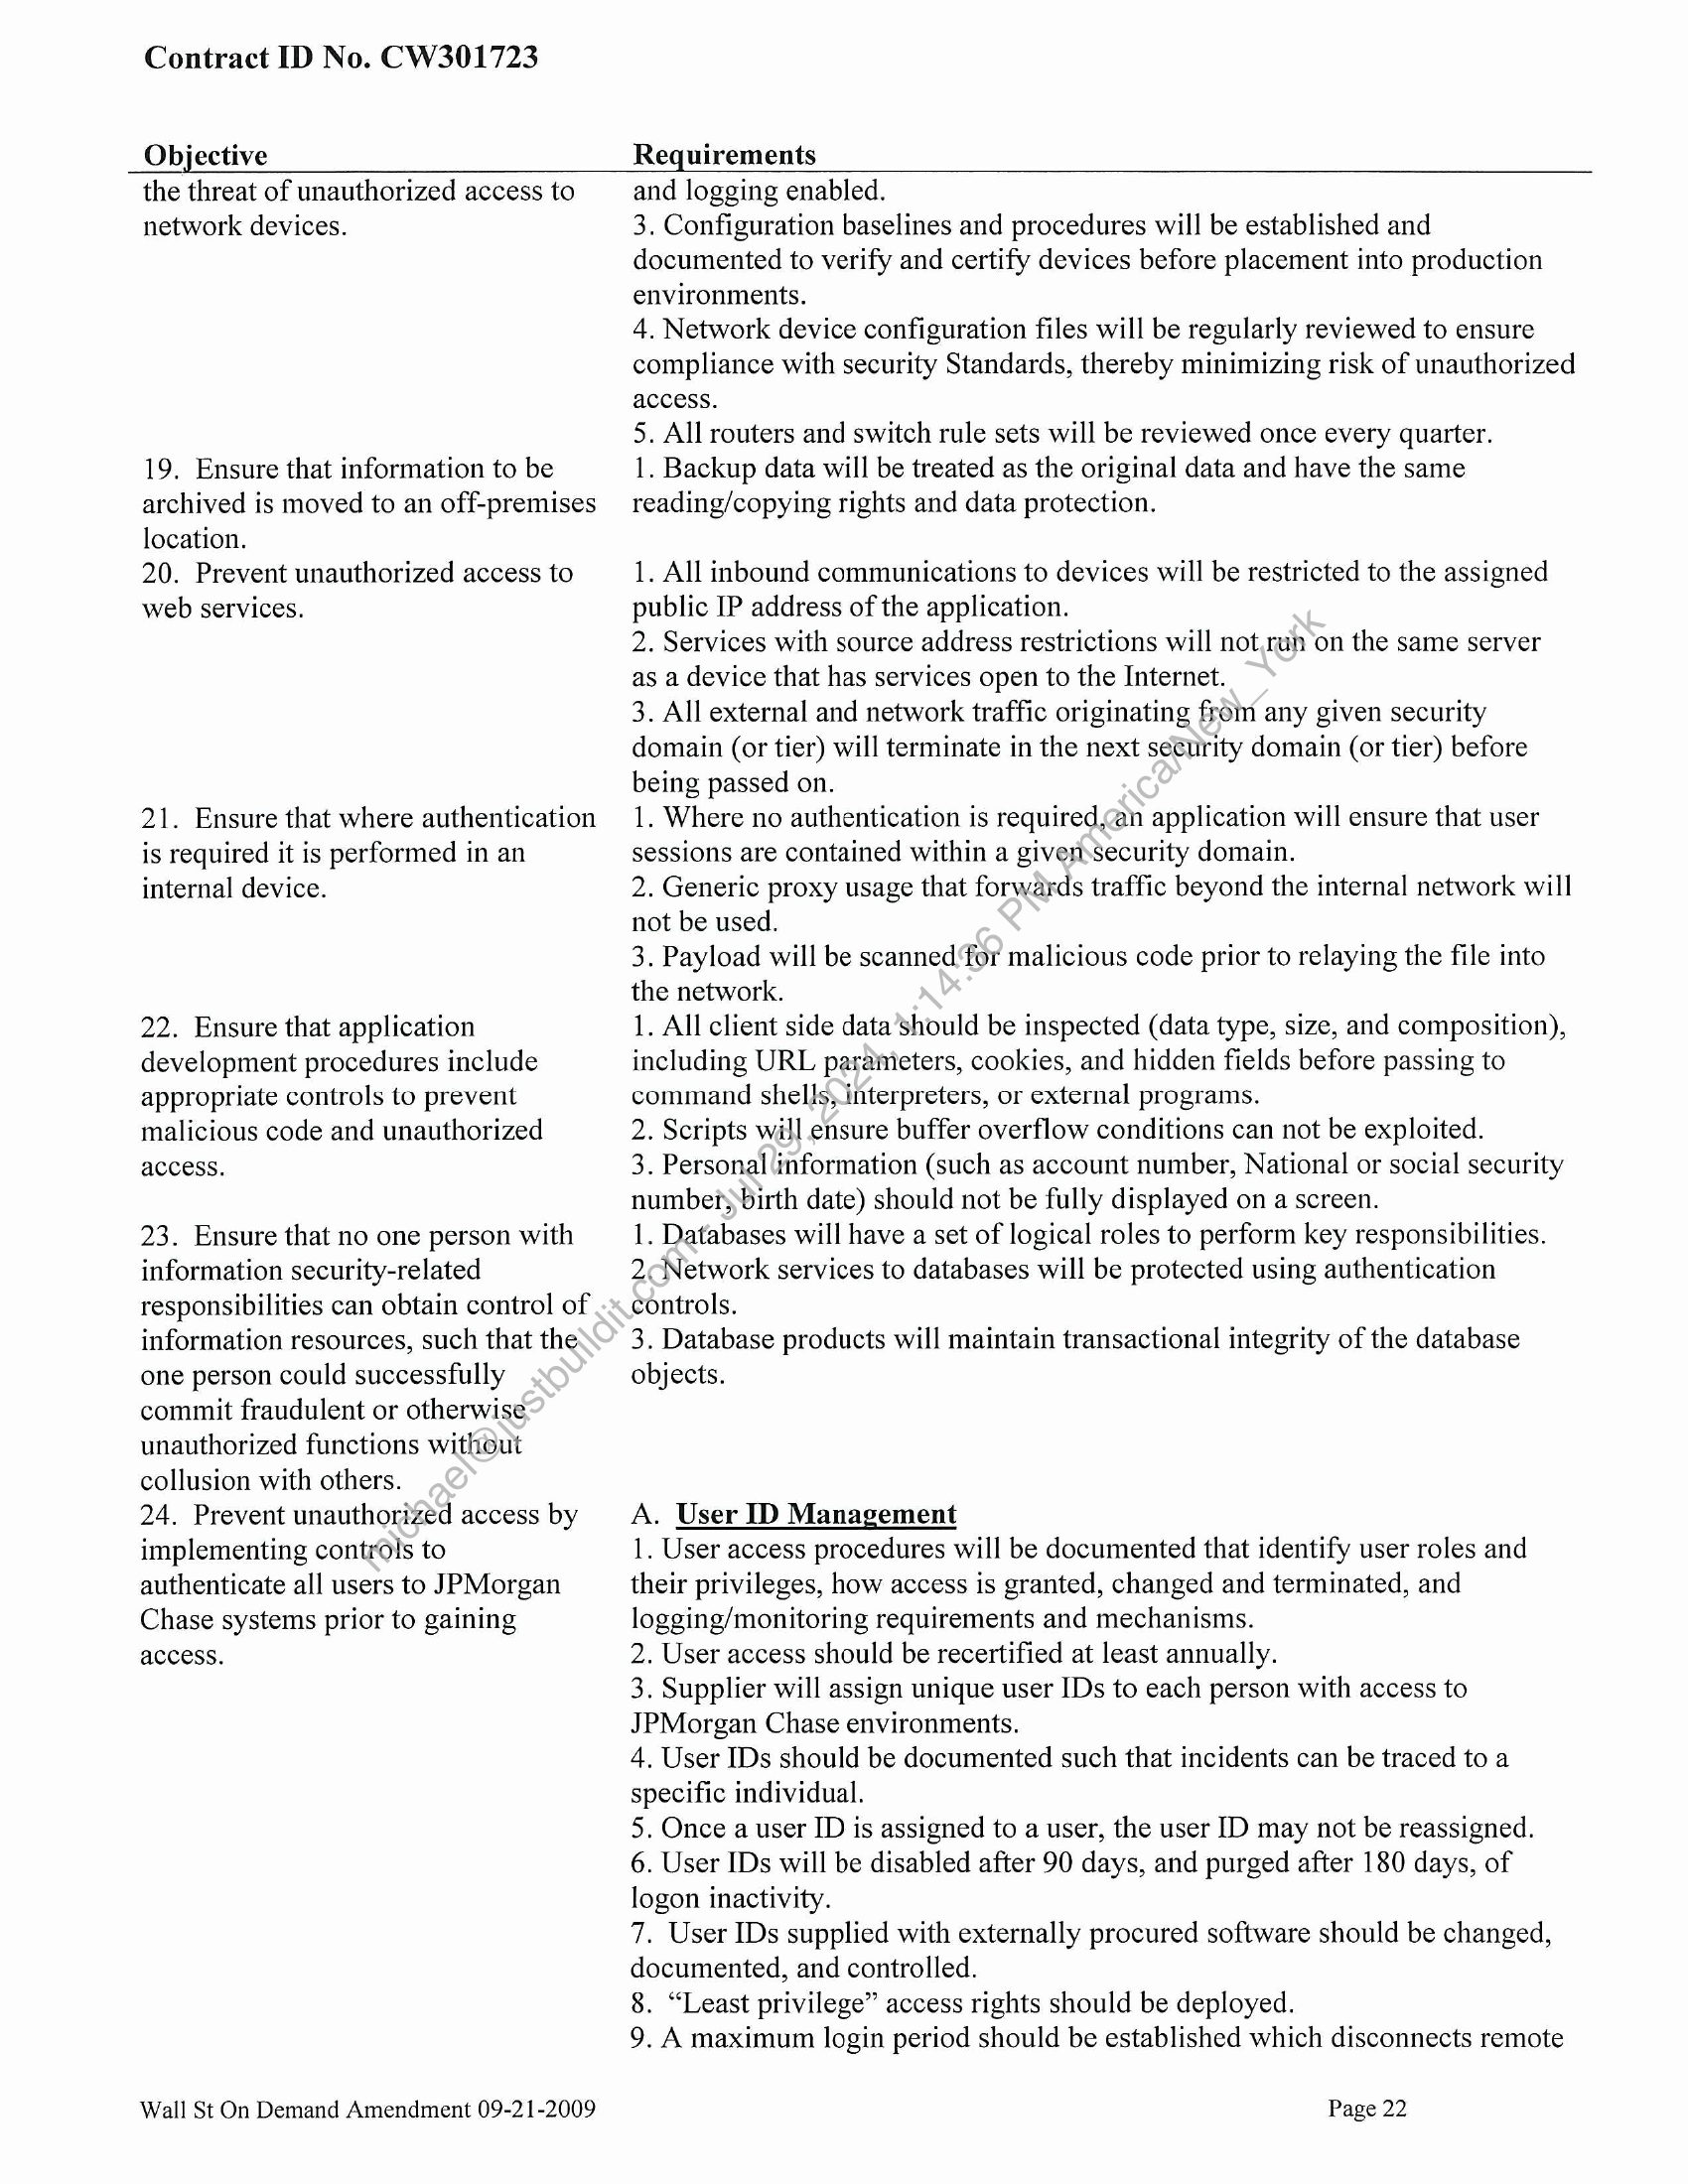 Contract ID No. CW301723
Objective
the threat of unauthorized access to
network devices.
Requirements
and logging enabled.
3. Configuration baselines and procedures will be established and
documented to verify and certify devices before placement into production
environments.
4. Network device configuration files will be regularly reviewed to ensure
compliance with security Standards, thereby minimizing risk of unauthorized
access.
5. All routers and switch rule sets will be reviewed once every quarter.
19. Ensure that information to be
archived is moved to an off-premises
location.
1. Backup data will be treated as the original data and have the same
reading/copying rights and data protection.
20. Prevent unauthorized access to
web services.
1. All inbound communications to devices will be restricted to the assigned
public IP address of the application.
2. Services with source address restrictions will not run on the same server
as a device that has services open to the Internet.
3. All external and network traffic originating from any given security
domain (or tier) will terminate in the next security domain (or tier) before
being passed on.
21. Ensure that where authentication
is required it is performed in an
internal device.
1. Where no authentication is required, an application will ensure that user
sessions are contained within a given security domain.
2. Generic proxy usage that forwards traffic beyond the internal network will
not be used.
3. Payload will be scanned for malicious code prior to relaying the file into
the network.
22. Ensure that application
development procedures include
appropriate controls to prevent
malicious code and unauthorized
access.
1. All client side data should be inspected (data type, size, and composition),
including URL parameters, cookies, and hidden fields before passing to
command shells, interpreters, or external programs.
2. Scripts will ensure buffer overflow conditions can not be exploited.
3. Personal information (such as account number, National or social security
number, birth date) should not be fully displayed on a screen.
23. Ensure that no one person with
information security-related
responsibilities can obtain control of
information resources, such that the
one person could successfully
commit fraudulent or otherwise
unauthorized functions without
collusion with others.
1. Databases will have a set of logical roles to perform key responsibilities.
2. Network services to databases will be protected using authentication
controls.
3. Database products will maintain transactional integrity of the database
objects.
24. Prevent unauthorized access by
implementing controls to
authenticate all users to JPMorgan
Chase systems prior to gaining
access.
A. User ID Management
1. User access procedures will be documented that identify user roles and
their privileges, how access is granted, changed and terminated, and
logging/monitoring requirements and mechanisms.
2. User access should be recertified at least annually.
3. Supplier will assign unique user IDs to each person with access to
JPMorgan Chase environments.
4. User IDs should be documented such that incidents can be traced to a
specific individual.
5. Once a user ID is assigned to a user, the user ID may not be reassigned.
6. User IDs will be disabled after 90 days, and purged after 180 days, of
logon inactivity.
7. User IDs supplied with externally procured software should be changed,
documented, and controlled.
8. “Least privilege” access rights should be deployed.
9. A maximum login period should be established which disconnects remote
michael@justbuildit.com - Jul 29, 2024, 1:14:36 PM America/New_York
Wall St On Demand Amendment 09-21-2009
Page 22